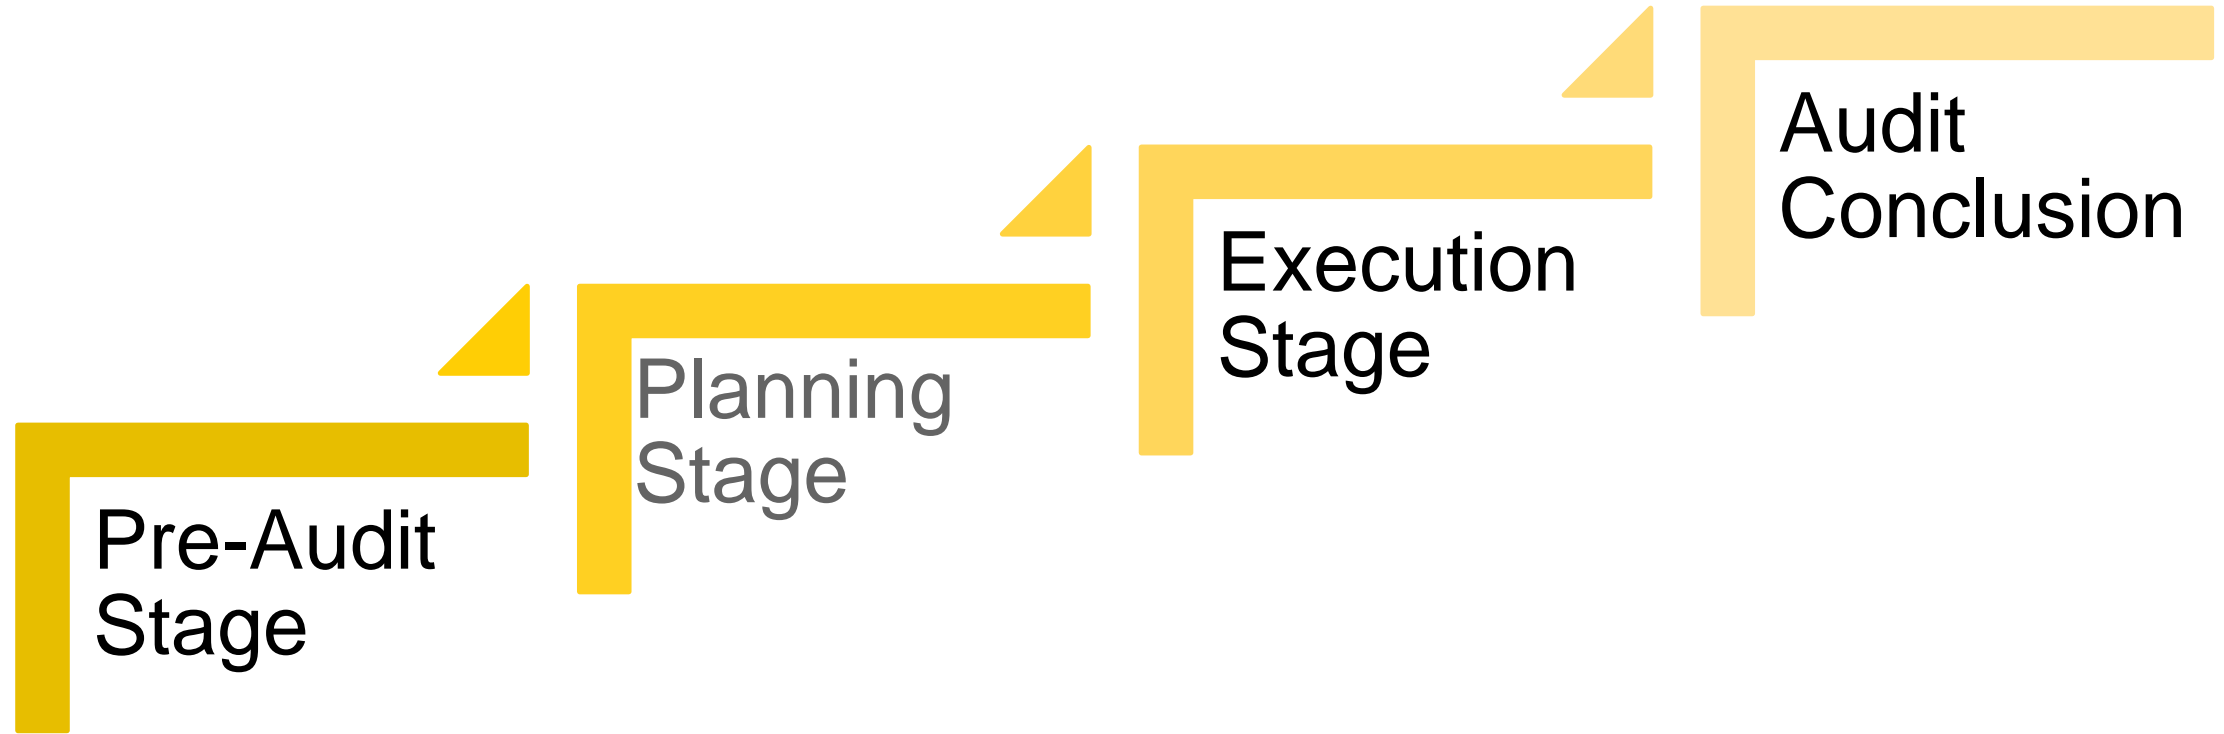 Pre-Audit
Stage
Planning
Stage
Execution
Stage
Audit
Conclusion